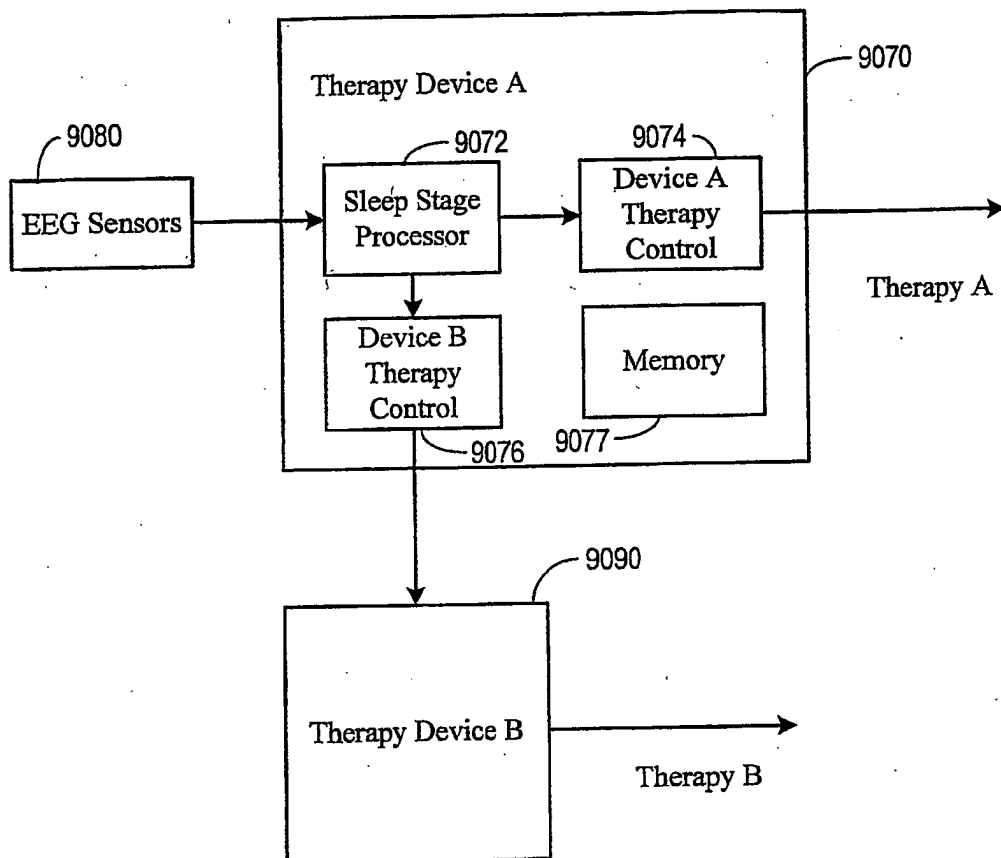 9070
Therapy Device A
9080
9072
9074
EEG Sensors
Sleep Stage
Processor
Device A
Therapy
Control
Therapy A
Device B
Therapy
Control
Memory
9076
9077
9090
Therapy Device B
Therapy B